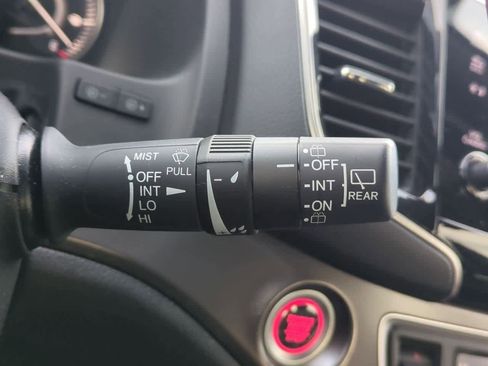 MIST
PULL
OFF
INT
LO
HI
OFF
INT
ON
REAR